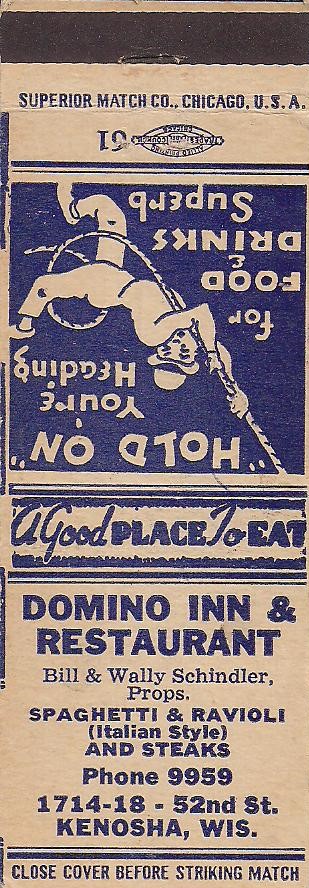 SUPERIOR MATCH CO., CHICAGO, U.S.A.
61
"HOLD ON"
You're
Heading
for
FOOD
&
DRINKS
Superb
A Good PLACE To EAT
DOMINO INN &
RESTAURANT
Bill & Wally Schindler,
Props.
SPAGHETTI & RAVIOLI
(Italian Style)
AND STEAKS
Phone 9959
1714-18 - 52nd St.
KENOSHA, WIS.
CLOSE COVER BEFORE STRIKING MATCH